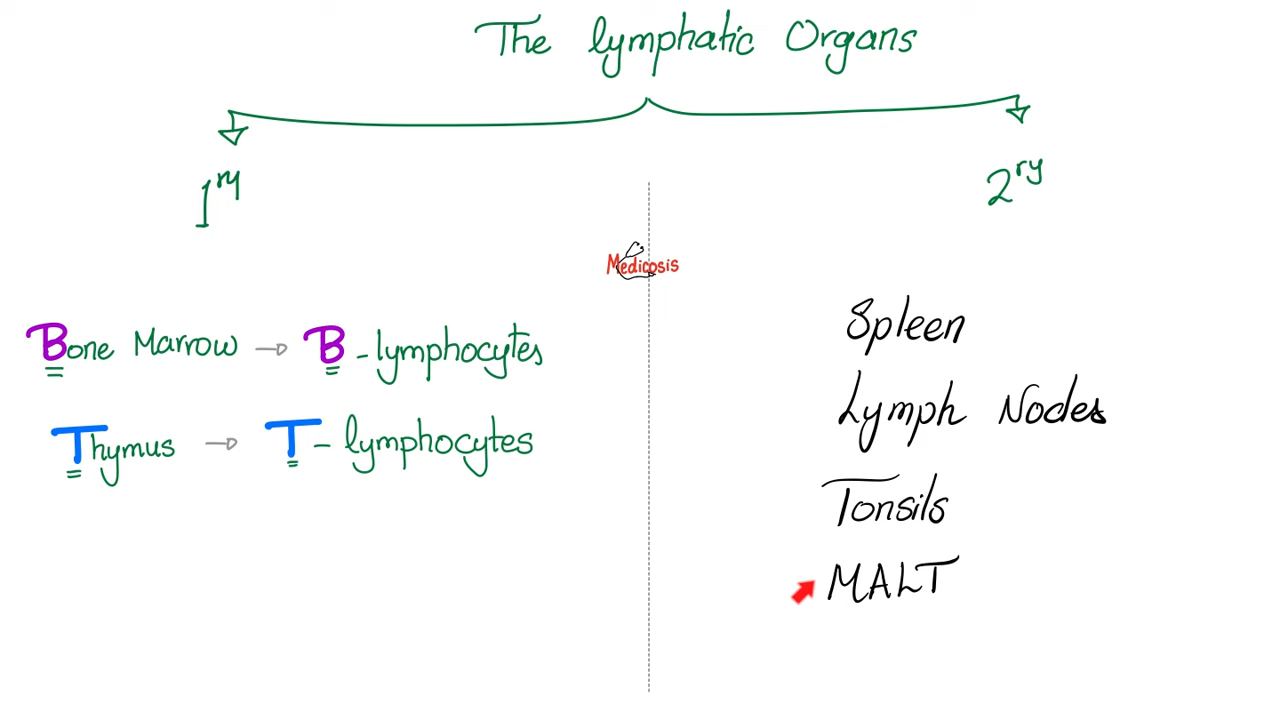 The lymphatic Organs
1ry
2ry
Medicosis
Bone Marrow → B - lymphocytes
Thymus → T - lymphocytes
Spleen
Lymph Nodes
Tonsils
MALT